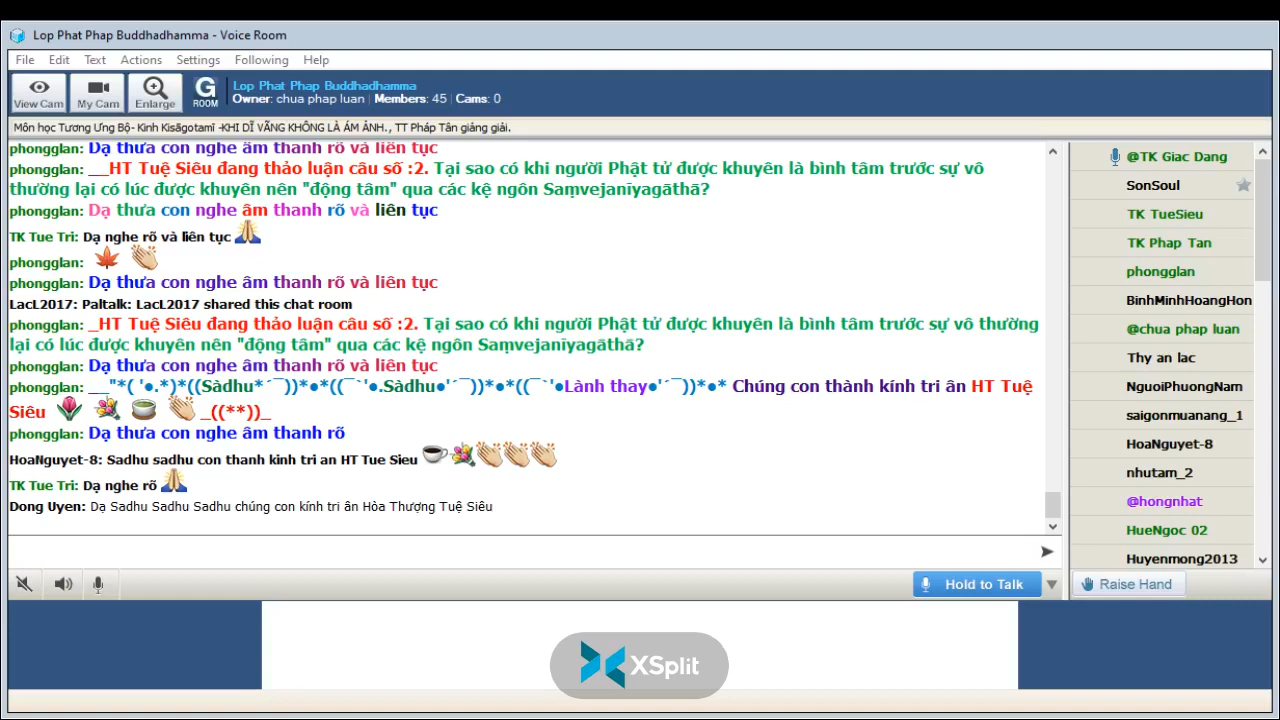 Lop Phat Phap Buddhadhamma - Voice Room
File Edit Text Actions Settings Following Help
View Cam My Cam Enlarge G ROOM
Lop Phat Phap Buddhadhamma
Owner: chua phap luan | Members: 45 | Cams: 0
Môn học Tương Ưng Bộ- Kinh Kisāgotamī -KHI DĨ VÃNG KHÔNG LÀ ÁM ẢNH., TT Pháp Tân giảng giải.
phongglan: Dạ thưa con nghe âm thanh rõ và liên tục
phongglan: __HT Tuệ Siêu đang thảo luận câu số :2. Tại sao có khi người Phật tử được khuyên là bình tâm trước sự vô
thường lại có lúc được khuyên nên "động tâm" qua các kệ ngôn Saṃvejanīyagāthā?
phongglan: Dạ thưa con nghe âm thanh rõ và liên tục
TK Tue Tri: Dạ nghe rõ và liên tục
phongglan:
phongglan: Dạ thưa con nghe âm thanh rõ và liên tục
LacL2017: Paltalk: LacL2017 shared this chat room
phongglan: _HT Tuệ Siêu đang thảo luận câu số :2. Tại sao có khi người Phật tử được khuyên là bình tâm trước sự vô thường
lại có lúc được khuyên nên "động tâm" qua các kệ ngôn Saṃvejanīyagāthā?
phongglan: Dạ thưa con nghe âm thanh rõ và liên tục
phongglan: __"*( '●.*)*((Sàdhu*´¯))*●*((¯`'●.Sàdhu●'´¯))*●*((¯`'●Lành thay●'´¯))*●* Chúng con thành kính tri ân HT Tuệ
Siêu _((**))_
phongglan: Dạ thưa con nghe âm thanh rõ
HoaNguyet-8: Sadhu sadhu con thanh kinh tri an HT Tue Sieu
TK Tue Tri: Dạ nghe rõ
Dong Uyen: Dạ Sadhu Sadhu Sadhu chúng con kính tri ân Hòa Thượng Tuệ Siêu
@TK Giac Dang
SonSoul
TK TueSieu
TK Phap Tan
phongglan
BinhMinhHoangHon
@chua phap luan
Thy an lac
NguoiPhuongNam
saigonmuanang_1
HoaNguyet-8
nhutam_2
@hongnhat
HueNgoc 02
Huyenmong2013
Hold to Talk
Raise Hand
XSplit